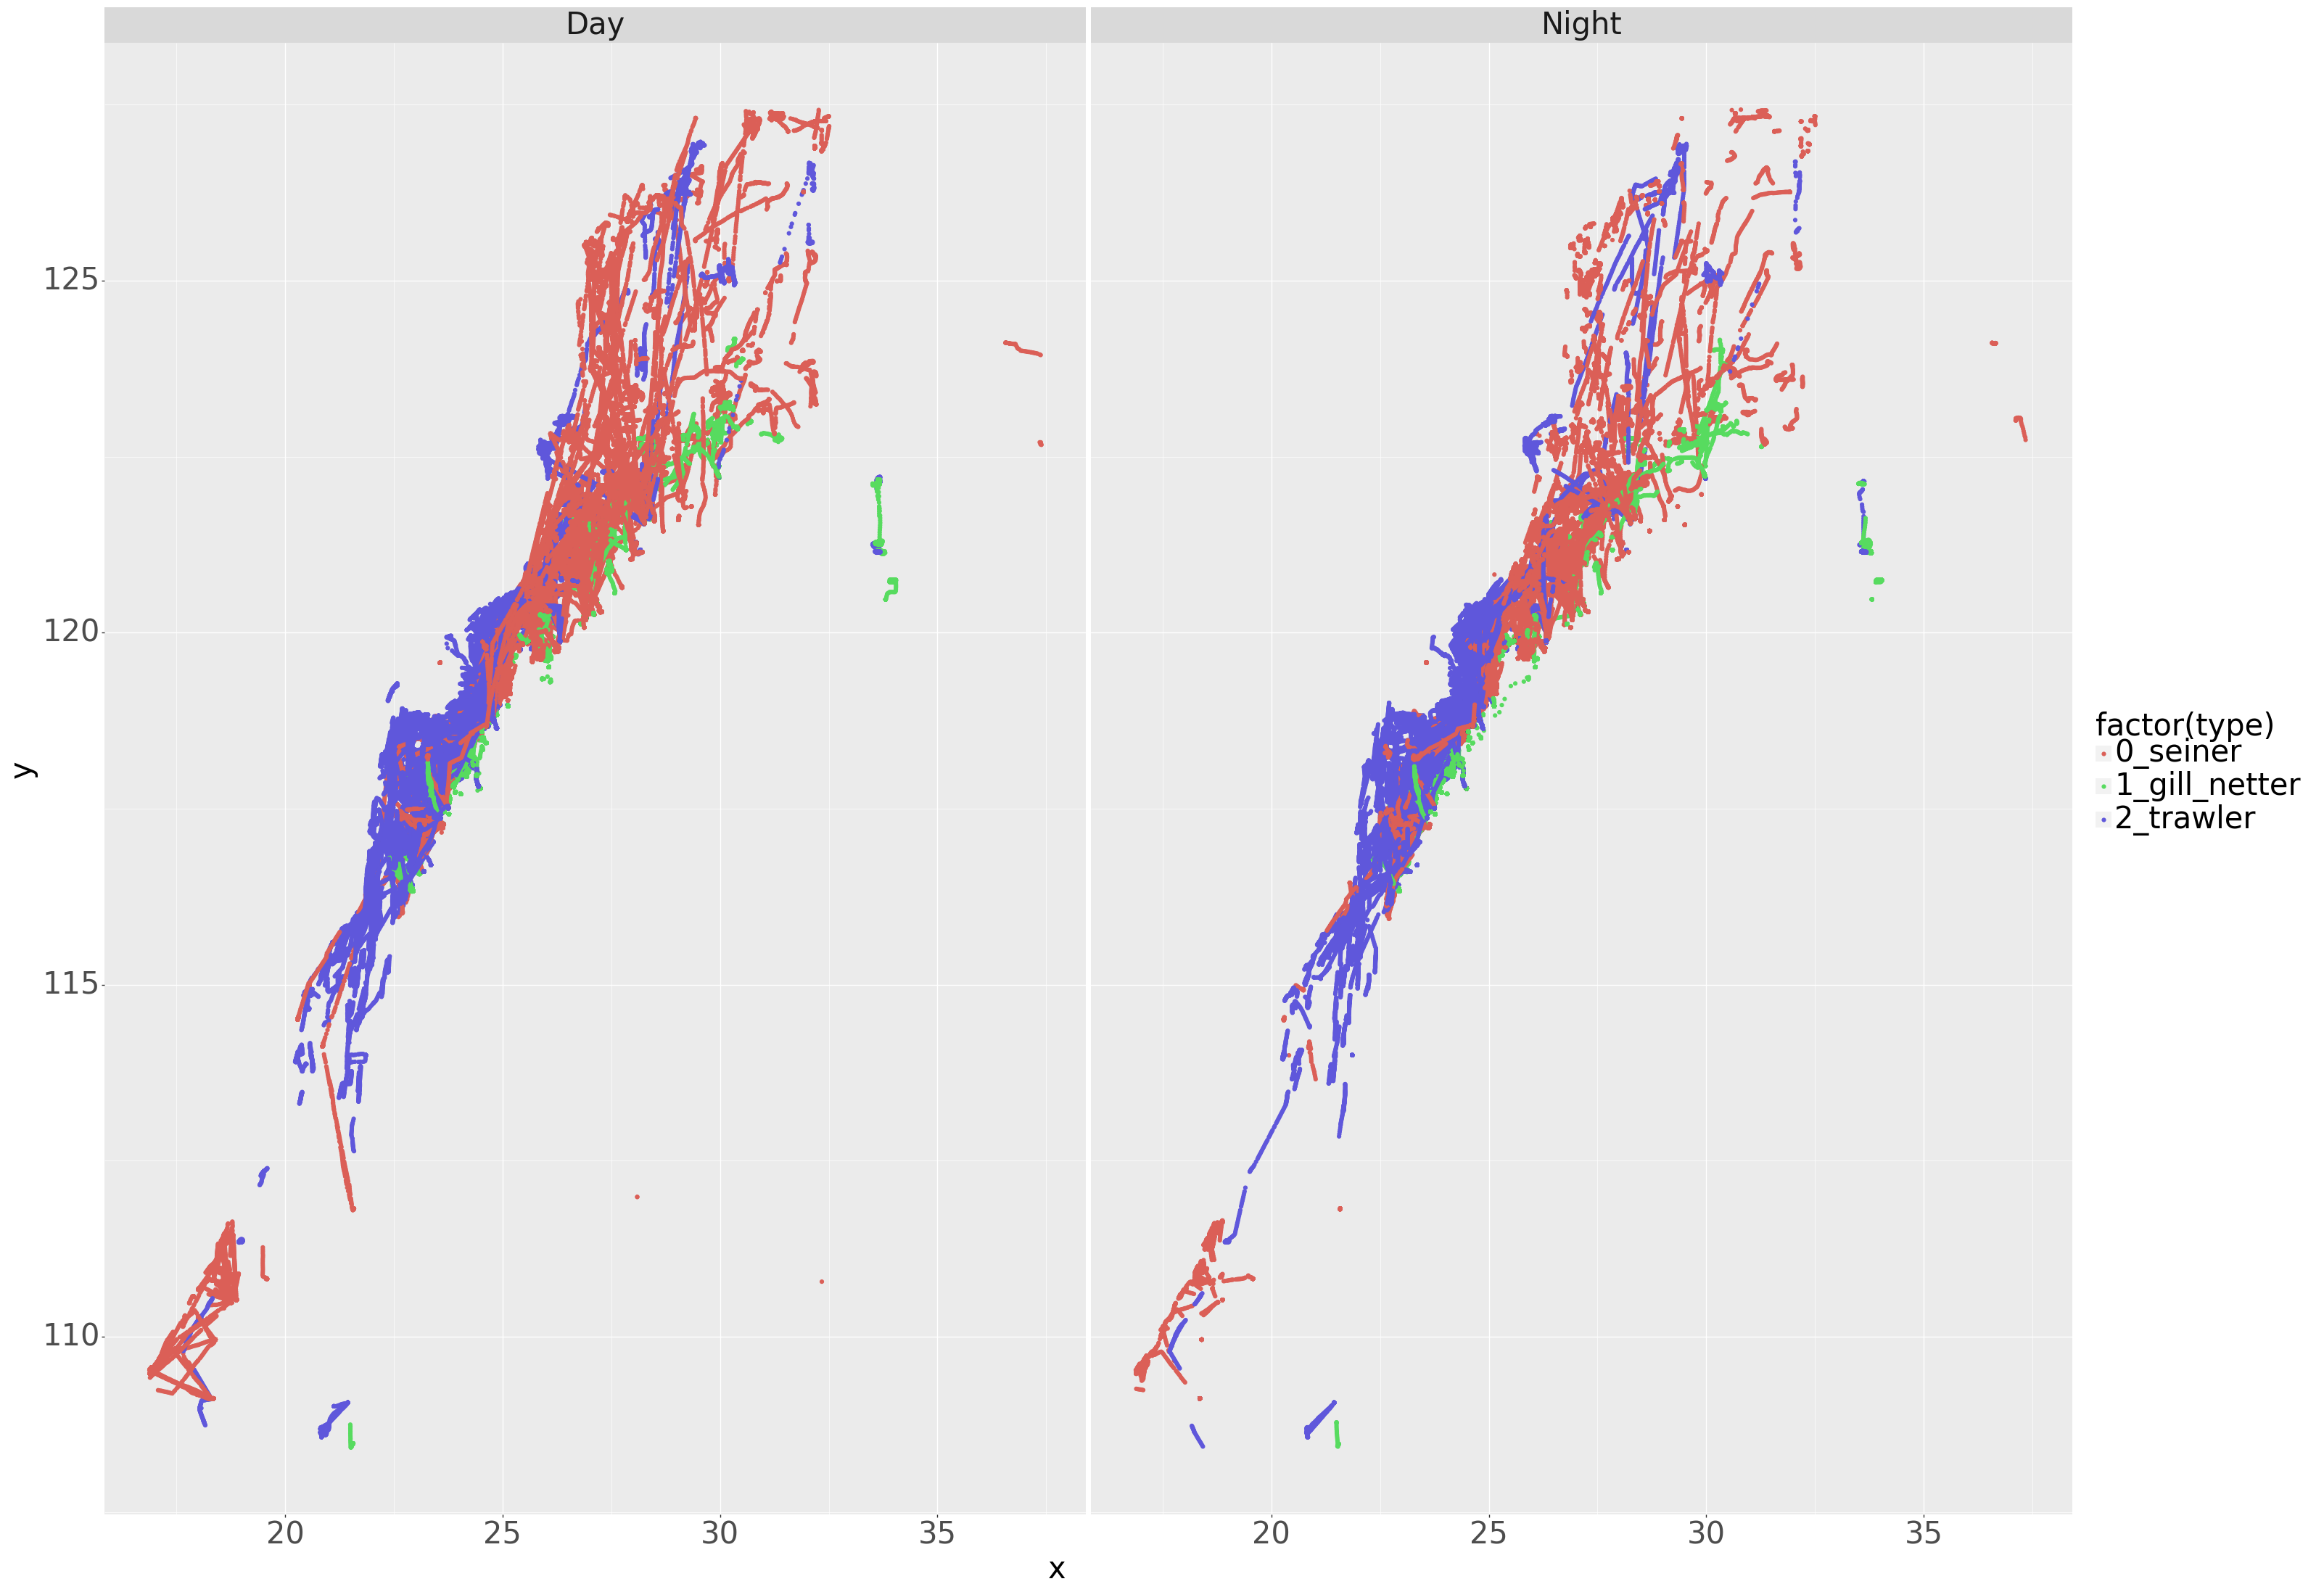 Day
Night
125
120
115
110
y
20
25
30
35
20
25
30
35
x
factor(type)
0_seiner
1_gill_netter
2_trawler